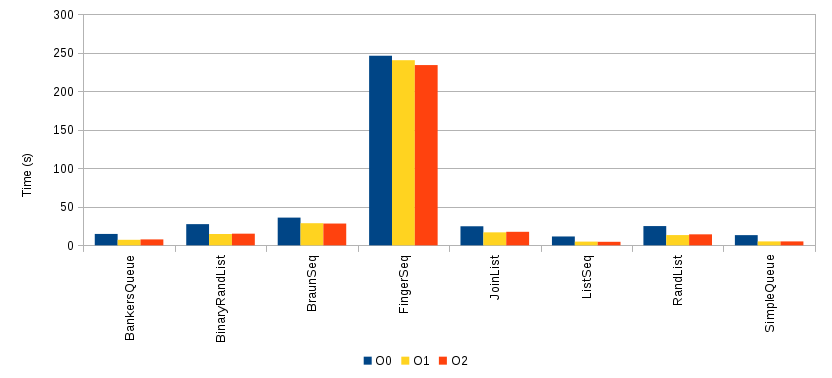 300
250
200
150
100
50
0
Time (s)
BankersQueue
BinaryRandList
BraunSeq
FingerSeq
JoinList
ListSeq
RandList
SimpleQueue
O0 O1 O2